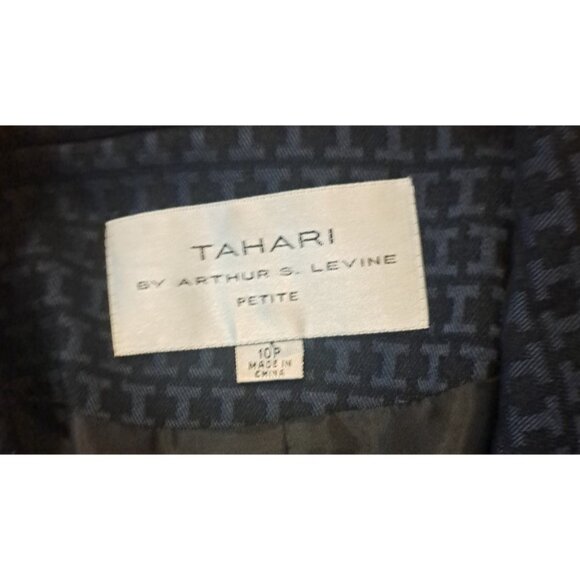 TAHARI
BY ARTHUR S. LEVINE
PETITE
10P
MADE IN
CHINA